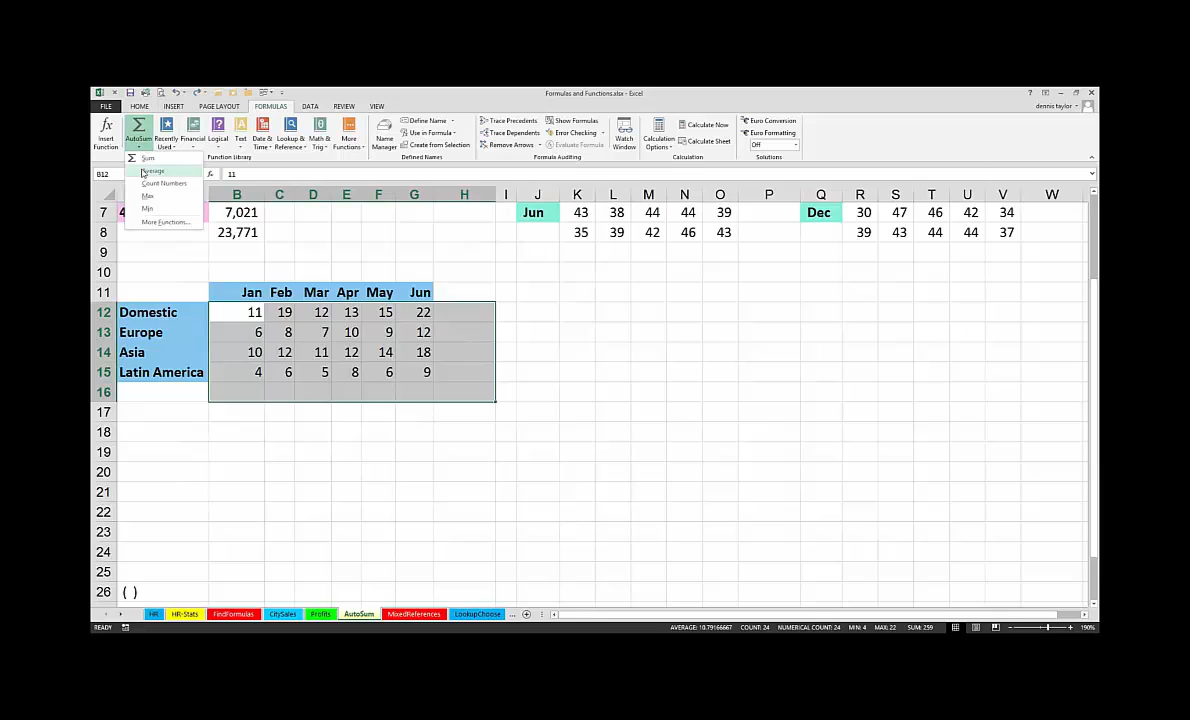 Formulas and Functions.xlsx - Excel
FILE HOME INSERT PAGE LAYOUT FORMULAS DATA REVIEW VIEW dennis taylor
Insert Function
AutoSum
Recently Used
Financial
Logical
Text
Date & Time
Lookup & Reference
Math & Trig
More Functions
Function Library
Name Manager
Define Name
Use in Formula
Create from Selection
Defined Names
Trace Precedents
Trace Dependents
Remove Arrows
Show Formulas
Error Checking
Evaluate Formula
Formula Auditing
Watch Window
Calculation Options
Calculate Now
Calculate Sheet
Calculation
Euro Conversion
Euro Formatting
Off
Solutions
Σ Sum
Average
Count Numbers
Max
Min
More Functions...
B12 fx 11
B C D E F G H I J K L M N O P Q R S T U V W
7 4 7,021 Jun 43 38 44 44 39 Dec 30 47 46 42 34
8 23,771 35 39 42 46 43 39 43 44 44 37
9
10
11 Jan Feb Mar Apr May Jun
12 Domestic 11 19 12 13 15 22
13 Europe 6 8 7 10 9 12
14 Asia 10 12 11 12 14 18
15 Latin America 4 6 5 8 6 9
16
17
18
19
20
21
22
23
24
25
26 ( )
HR HR-Stats FindFormulas CitySales Profits AutoSum MixedReferences LookupChoose ...
READY AVERAGE: 10.79166667 COUNT: 24 NUMERICAL COUNT: 24 MIN: 4 MAX: 22 SUM: 259 190%